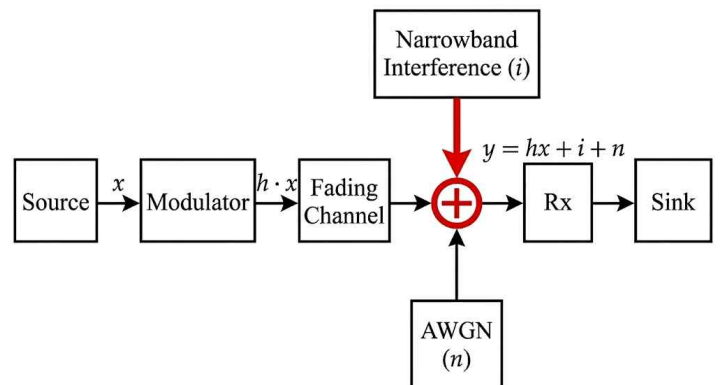 Narrowband
Interference (i)
y = hx + i + n
Source
x
Modulator
h · x
Fading
Channel
Rx
Sink
AWGN
(n)